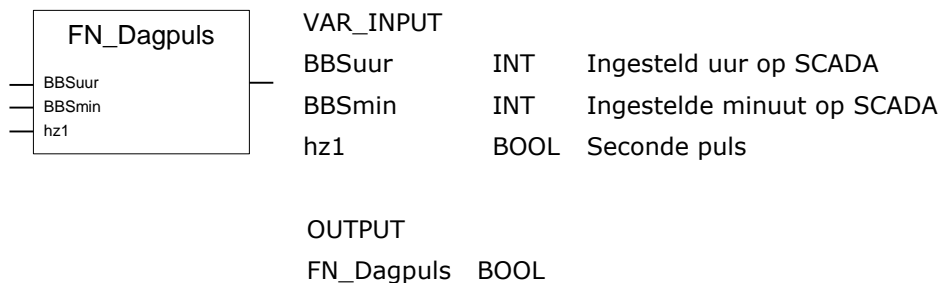 FN_Dagpuls
BBSuur
BBSmin
hz1
VAR_INPUT
BBSuur INT Ingesteld uur op SCADA
BBSmin INT Ingestelde minuut op SCADA
hz1 BOOL Seconde puls
OUTPUT
FN_Dagpuls BOOL